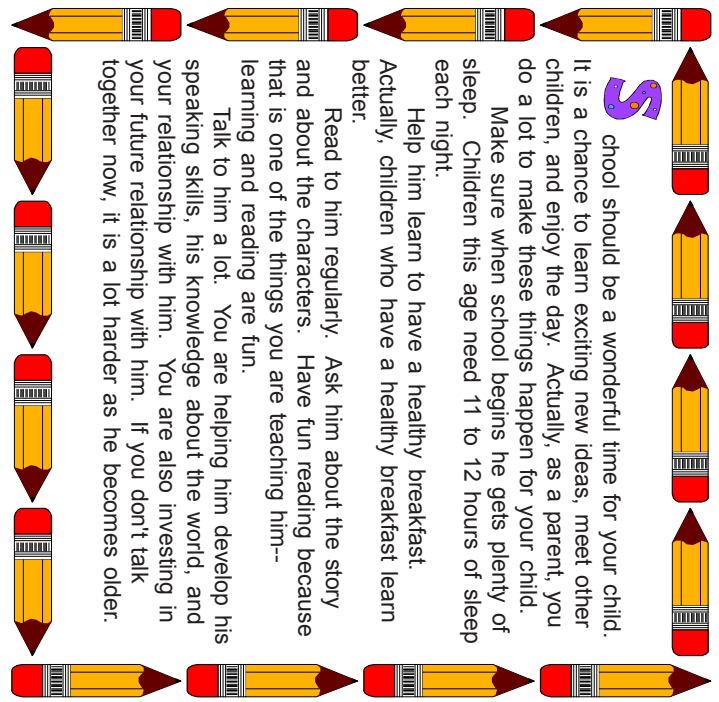 School should be a wonderful time for your child.
It is a chance to learn exciting new ideas, meet other
children, and enjoy the day. Actually, as a parent, you
do a lot to make these things happen for your child.
Make sure when school begins he gets plenty of
sleep. Children this age need 11 to 12 hours of sleep
each night.
Help him learn to have a healthy breakfast.
Actually, children who have a healthy breakfast learn
better.
Read to him regularly. Ask him about the story
and about the characters. Have fun reading because
that is one of the things you are teaching him--
learning and reading are fun.
Talk to him a lot. You are helping him develop his
speaking skills, his knowledge about the world, and
your relationship with him. You are also investing in
your future relationship with him. If you don't talk
together now, it is a lot harder as he becomes older.